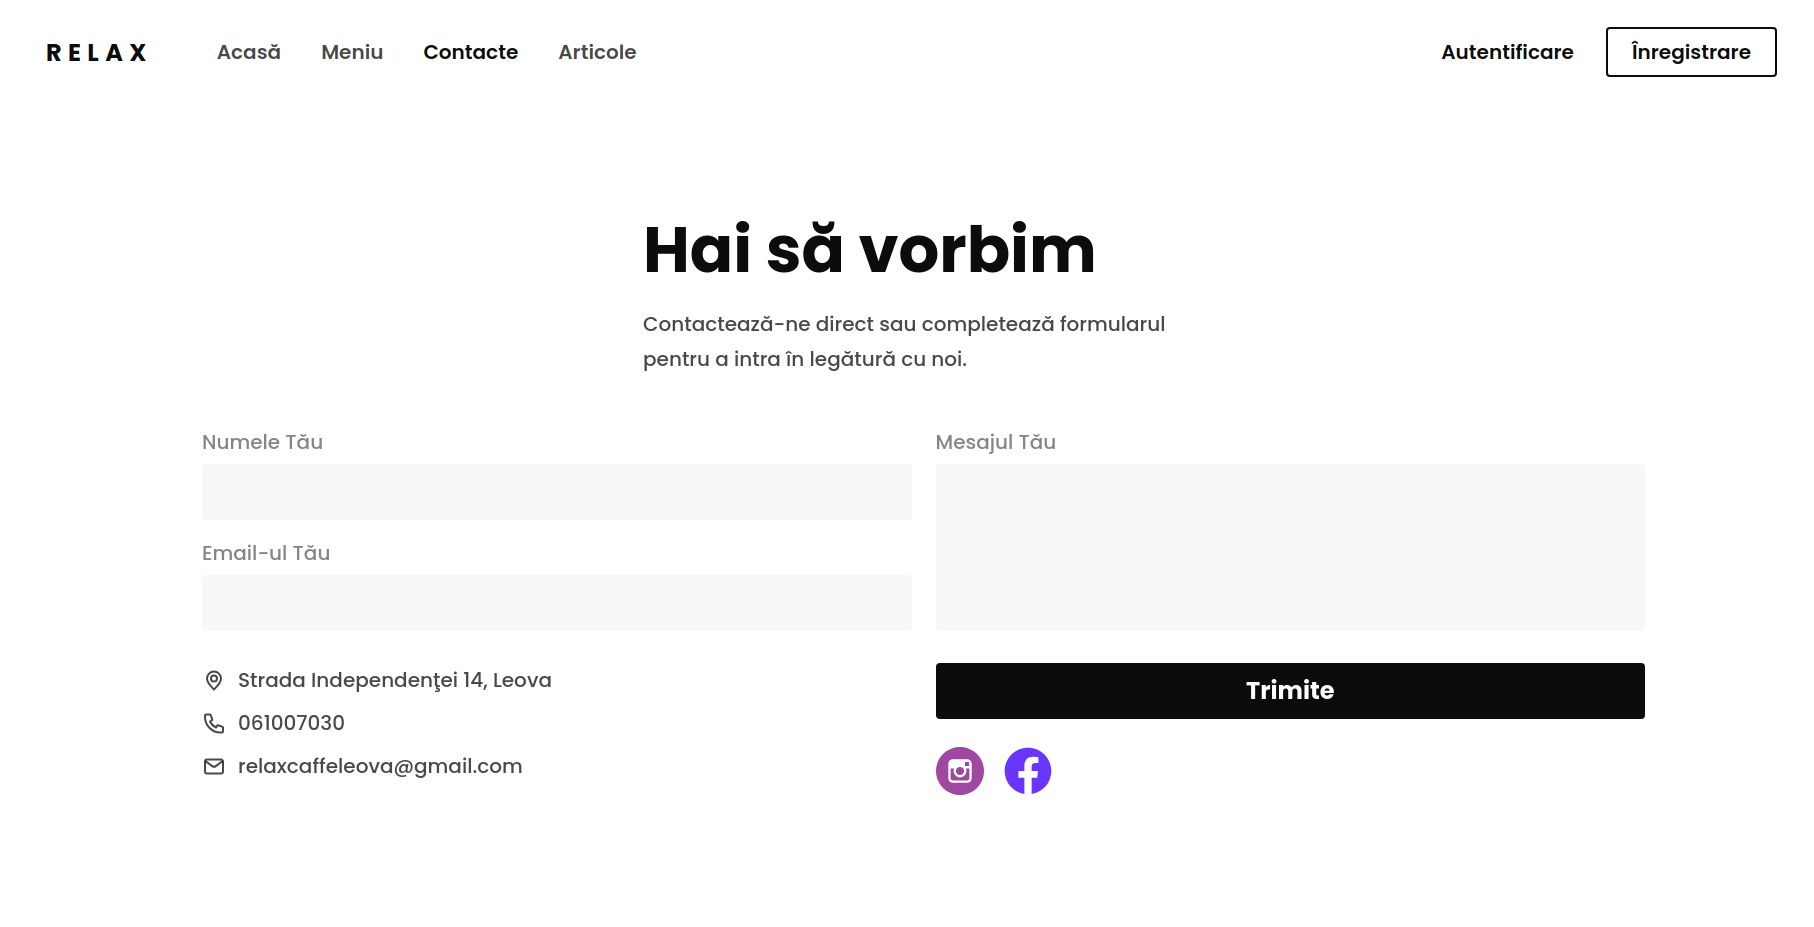 RELAX
Acasă
Meniu
Contacte
Articole
Autentificare
Înregistrare
Hai să vorbim
Contactează-ne direct sau completează formularul
pentru a intra în legătură cu noi.
Numele Tău
Email-ul Tău
Mesajul Tău
Strada Independenţei 14, Leova
061007030
relaxcaffeleova@gmail.com
Trimite